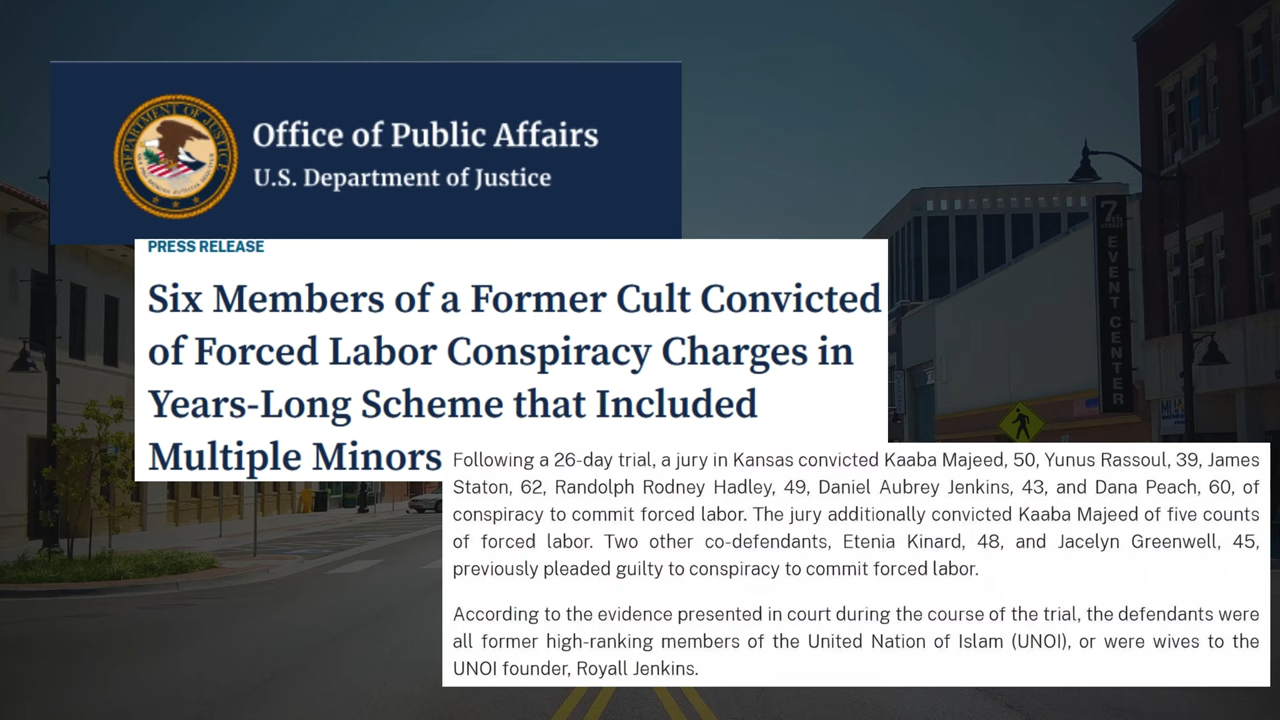 DEPARTMENT OF JUSTICE
Office of Public Affairs
U.S. Department of Justice
PRESS RELEASE
Six Members of a Former Cult Convicted
of Forced Labor Conspiracy Charges in
Years-Long Scheme that Included
Multiple Minors
Following a 26-day trial, a jury in Kansas convicted Kaaba Majeed, 50, Yunus Rassoul, 39, James
Staton, 62, Randolph Rodney Hadley, 49, Daniel Aubrey Jenkins, 43, and Dana Peach, 60, of
conspiracy to commit forced labor. The jury additionally convicted Kaaba Majeed of five counts
of forced labor. Two other co-defendants, Etenia Kinard, 48, and Jacelyn Greenwell, 45,
previously pleaded guilty to conspiracy to commit forced labor.
According to the evidence presented in court during the course of the trial, the defendants were
all former high-ranking members of the United Nation of Islam (UNOI), or were wives to the
UNOI founder, Royall Jenkins.
7th
EVENT CENTER